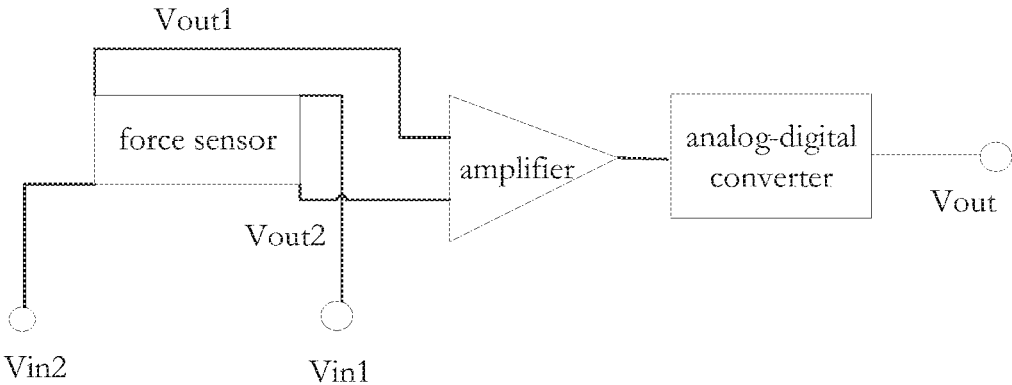 Vout1
force sensor
amplifier
analog-digital
converter
Vout
Vout2
Vin2
Vin1